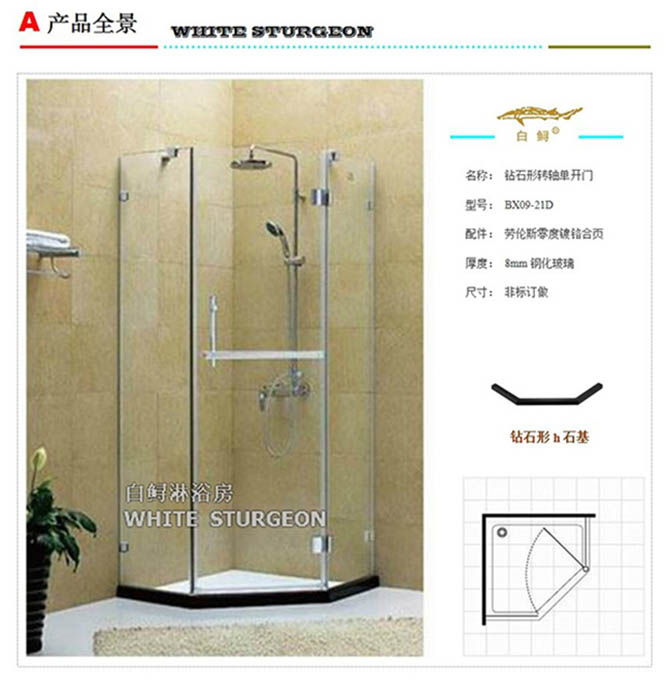 A 产品全景
WHITE STURGEON
白鲟®
名称： 钻石形转轴单开门
型号： BX09-21D
配件： 劳伦斯零度镀铬合页
厚度： 8mm 钢化玻璃
尺寸： 非标订做
钻石形 h 石基
白鲟淋浴房
WHITE STURGEON